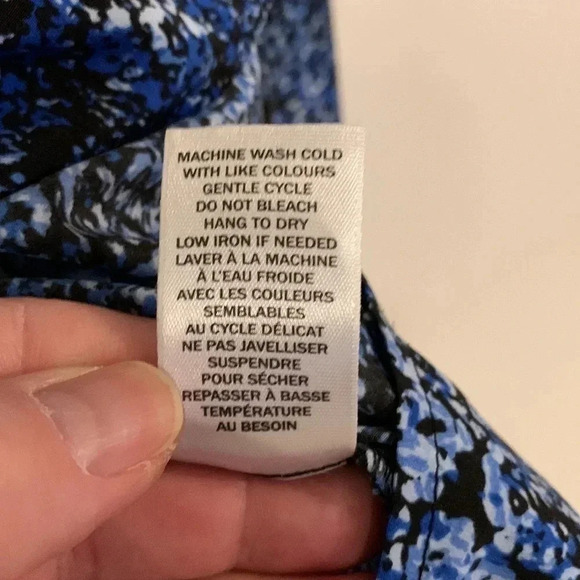 MACHINE WASH COLD
WITH LIKE COLOURS
GENTLE CYCLE
DO NOT BLEACH
HANG TO DRY
LOW IRON IF NEEDED
LAVER À LA MACHINE
À L'EAU FROIDE
AVEC LES COULEURS
SEMBLABLES
AU CYCLE DÉLICAT
NE PAS JAVELLISER
SUSPENDRE
POUR SÉCHER
REPASSER À BASSE
TEMPÉRATURE
AU BESOIN